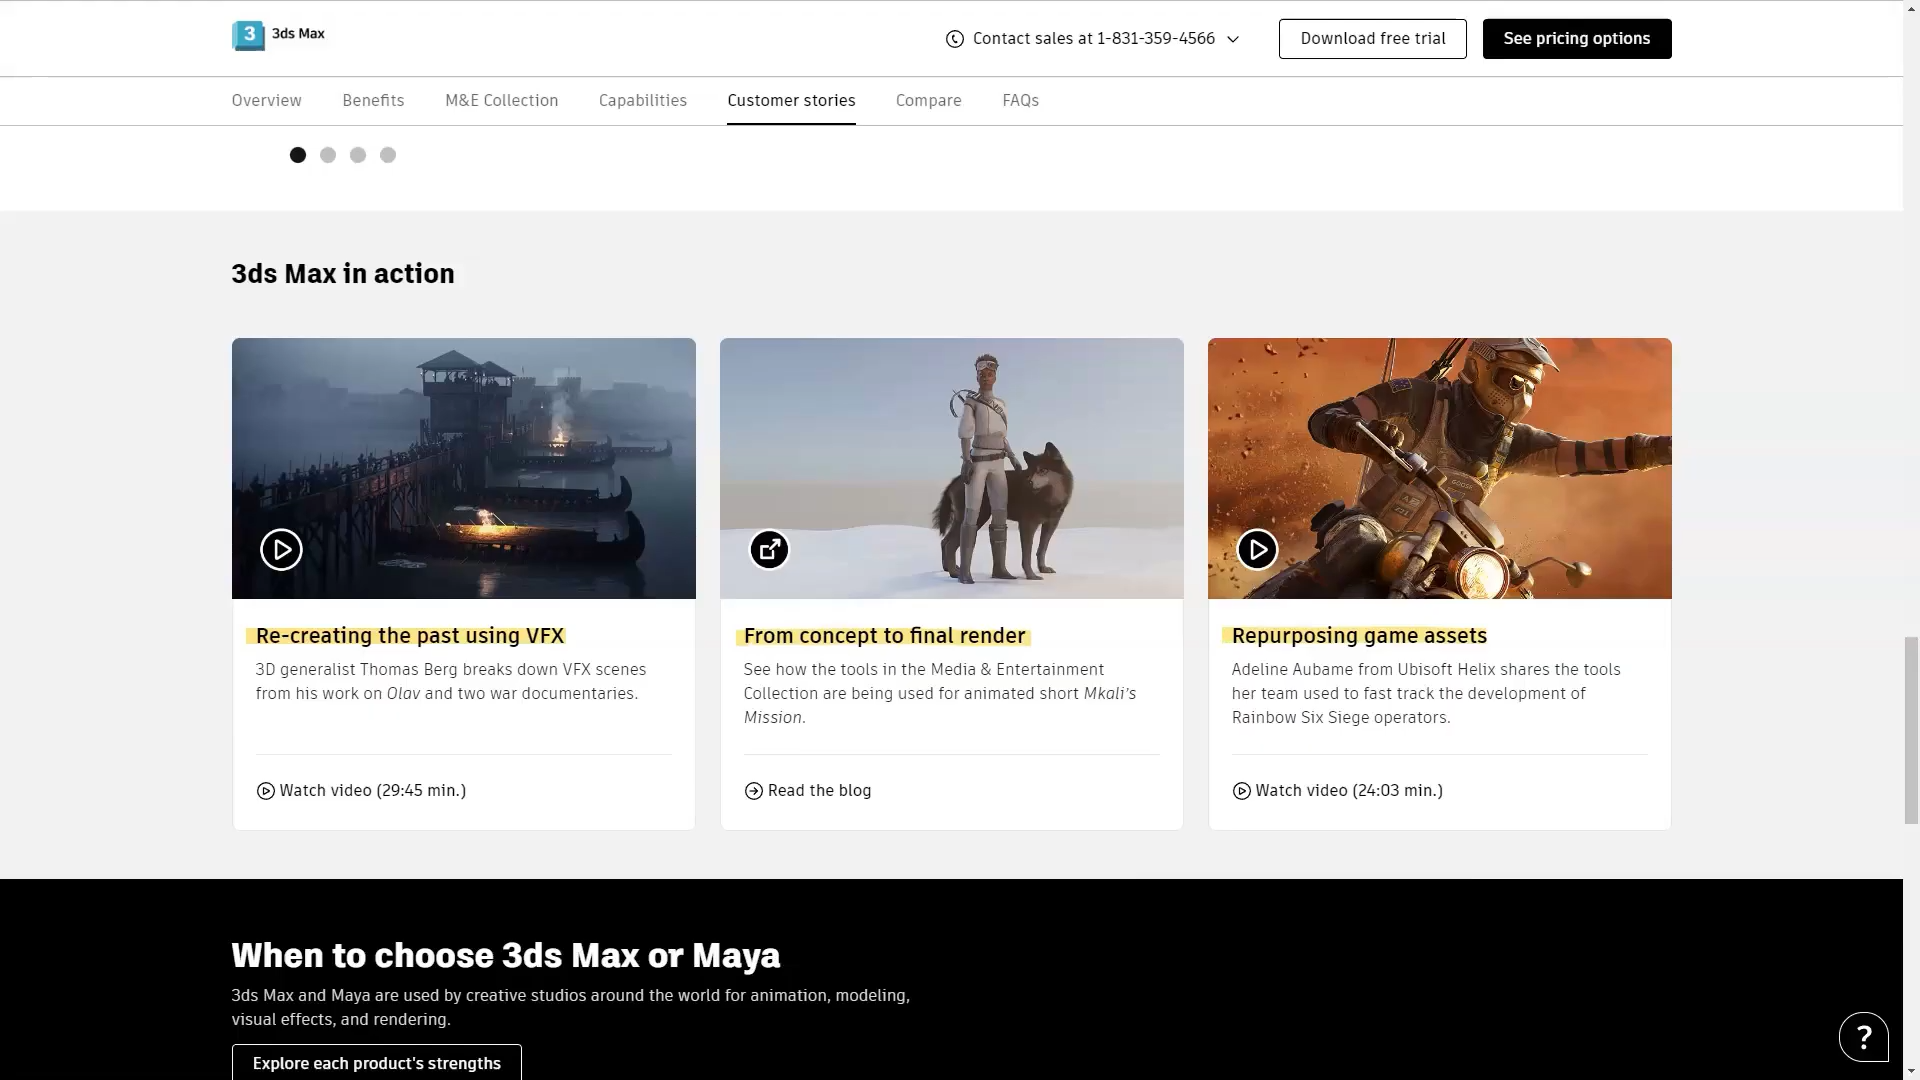 3 3ds Max
Contact sales at 1-831-359-4566
Download free trial
See pricing options
Overview
Benefits
M&E Collection
Capabilities
Customer stories
Compare
FAQs
3ds Max in action
Re-creating the past using VFX
3D generalist Thomas Berg breaks down VFX scenes
from his work on Olav and two war documentaries.
Watch video (29:45 min.)
From concept to final render
See how the tools in the Media & Entertainment
Collection are being used for animated short Mkali's
Mission.
Read the blog
Repurposing game assets
Adeline Aubame from Ubisoft Helix shares the tools
her team used to fast track the development of
Rainbow Six Siege operators.
Watch video (24:03 min.)
When to choose 3ds Max or Maya
3ds Max and Maya are used by creative studios around the world for animation, modeling,
visual effects, and rendering.
Explore each product's strengths
?